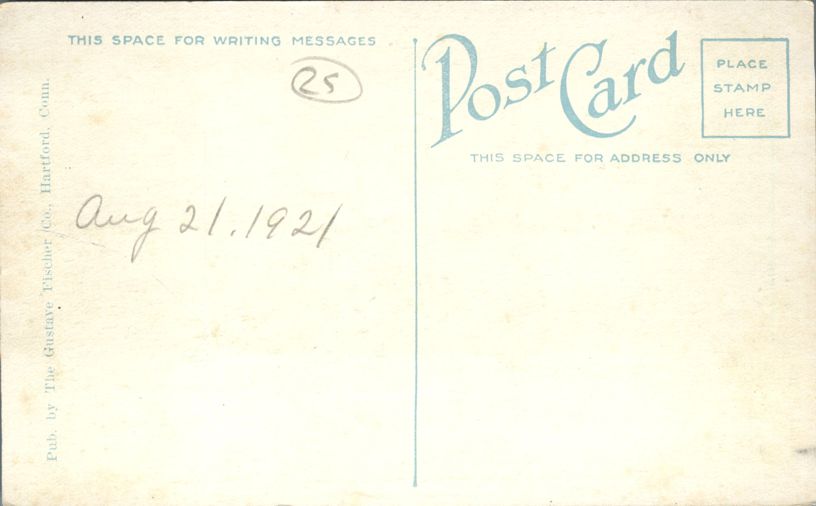 THIS SPACE FOR WRITING MESSAGES
25
Aug 21. 1921
Pub. by The Gustave Fischer Co., Hartford, Conn.
Post Card
PLACE
STAMP
HERE
THIS SPACE FOR ADDRESS ONLY